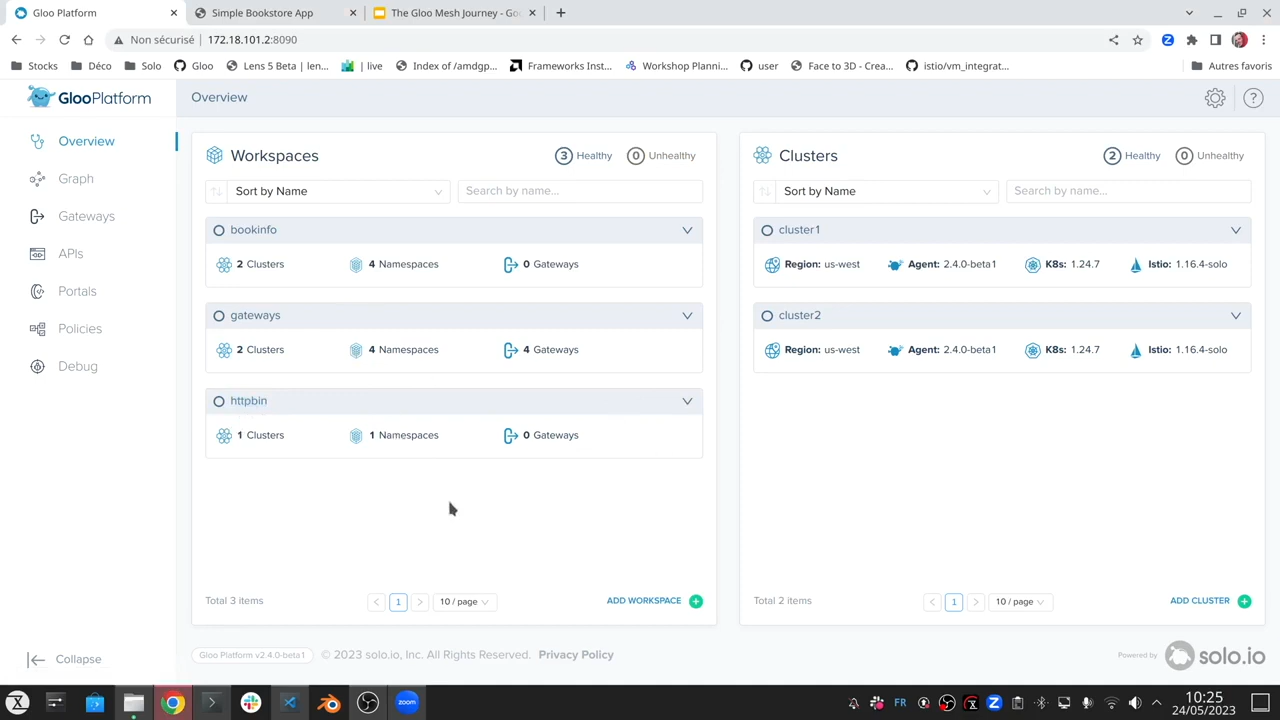 Gloo Platform
Simple Bookstore App
The Gloo Mesh Journey - Goo
Non sécurisé
172.18.101.2:8090
Stocks
Déco
Solo
Gloo
Lens 5 Beta | len...
| live
Index of /amdgp...
Frameworks Inst...
Workshop Planni...
user
Face to 3D - Crea...
istio/vm_integrat...
Autres favoris
GlooPlatform
Overview
Overview
Graph
Gateways
APIs
Portals
Policies
Debug
Collapse
Workspaces
3 Healthy
0 Unhealthy
Sort by Name
Search by name...
bookinfo
2 Clusters
4 Namespaces
0 Gateways
gateways
2 Clusters
4 Namespaces
4 Gateways
httpbin
1 Clusters
1 Namespaces
0 Gateways
Total 3 items
1
10 / page
ADD WORKSPACE
Clusters
2 Healthy
0 Unhealthy
Sort by Name
Search by name...
cluster1
Region: us-west
Agent: 2.4.0-beta1
K8s: 1.24.7
Istio: 1.16.4-solo
cluster2
Region: us-west
Agent: 2.4.0-beta1
K8s: 1.24.7
Istio: 1.16.4-solo
Total 2 items
1
10 / page
ADD CLUSTER
Gloo Platform v2.4.0-beta1
© 2023 solo.io, Inc. All Rights Reserved.
Privacy Policy
Powered by
solo.io
zoom
FR
10:25
24/05/2023